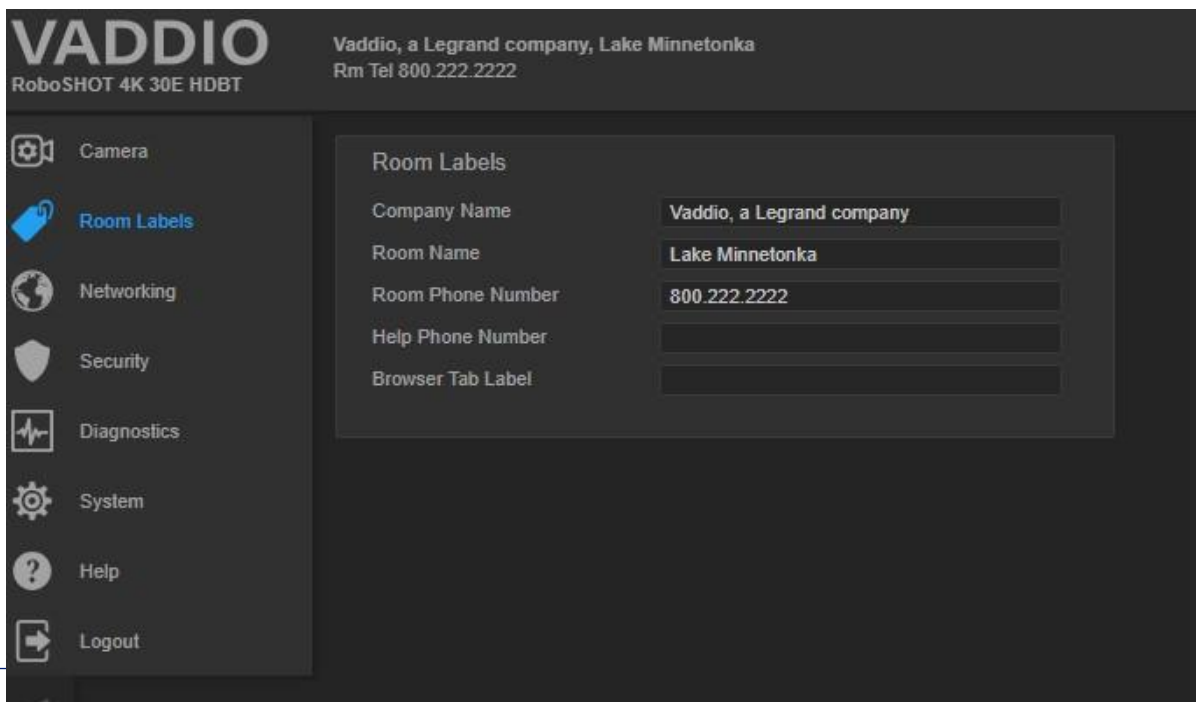 VADDIO
RoboSHOT 4K 30E HDBT
Vaddio, a Legrand company, Lake Minnetonka
Rm Tel 800.222.2222
Camera
Room Labels
Networking
Security
Diagnostics
System
Help
Logout
Room Labels
Company Name Vaddio, a Legrand company
Room Name Lake Minnetonka
Room Phone Number 800.222.2222
Help Phone Number
Browser Tab Label